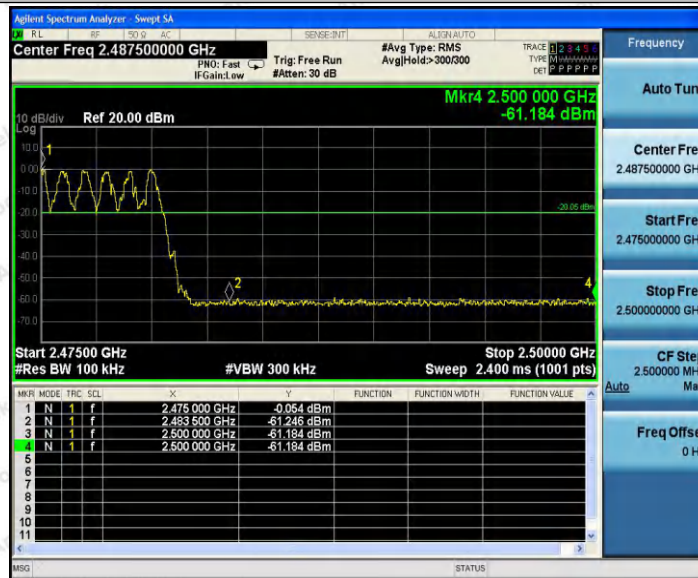 Agilent Spectrum Analyzer - Swept SA
RL RF 50 Ω AC SENSE:INT ALIGN AUTO
Center Freq 2.487500000 GHz
PNO: Fast
IFGain:Low
Trig: Free Run
#Atten: 30 dB
#Avg Type: RMS
Avg|Hold:>300/300
TRACE 1 2 3 4 5 6
TYPE M
DET P P P P P P
Mkr4 2.500 000 GHz
-61.184 dBm
10 dB/div Ref 20.00 dBm
Log
10.0
0.00
-10.0
-20.0
-30.0
-40.0
-50.0
-60.0
-70.0
1
2
4
-20.05 dBm
Start 2.47500 GHz Stop 2.50000 GHz
#Res BW 100 kHz #VBW 300 kHz Sweep 2.400 ms (1001 pts)
MKR MODE TRC SCL X Y FUNCTION FUNCTION WIDTH FUNCTION VALUE
1 N 1 f 2.475 000 GHz -0.054 dBm
2 N 1 f 2.483 500 GHz -61.246 dBm
3 N 1 f 2.500 000 GHz -61.184 dBm
4 N 1 f 2.500 000 GHz -61.184 dBm
5
6
7
8
9
10
11
MSG STATUS
Frequency
Auto Tun
Center Fre
2.487500000 GH
Start Fre
2.475000000 GH
Stop Fre
2.500000000 GH
CF Ste
2.500000 MH
Auto Ma
Freq Offse
0 H